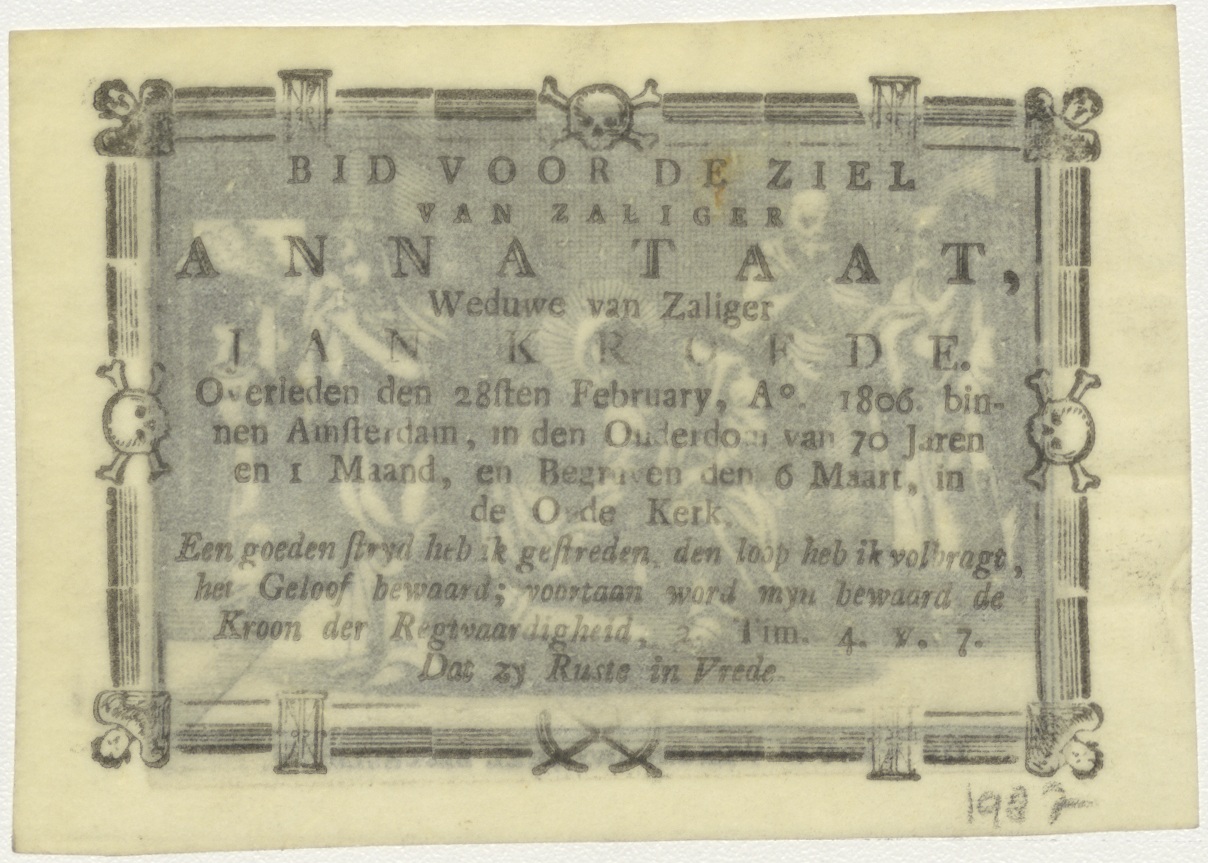 BID VOOR DE ZIEL
VAN ZALIGER
ANNA TAAT,
Weduwe van Zaliger
JAN KROEDE.
Overleden den 28sten February, A°. 1806. bin-
nen Amsterdam, in den Ouderdom van 70 Jaren
en 1 Maand, en Begraven den 6 Maart, in
de Oude Kerk.
Een goeden stryd heb ik gestreden, den loop heb ik volbragt,
het Geloof bewaard; voortaan word myn bewaard de
Kroon der Regtvaardigheid, 2. Tim. 4. v. 7.
Dat zy Ruste in Vrede.